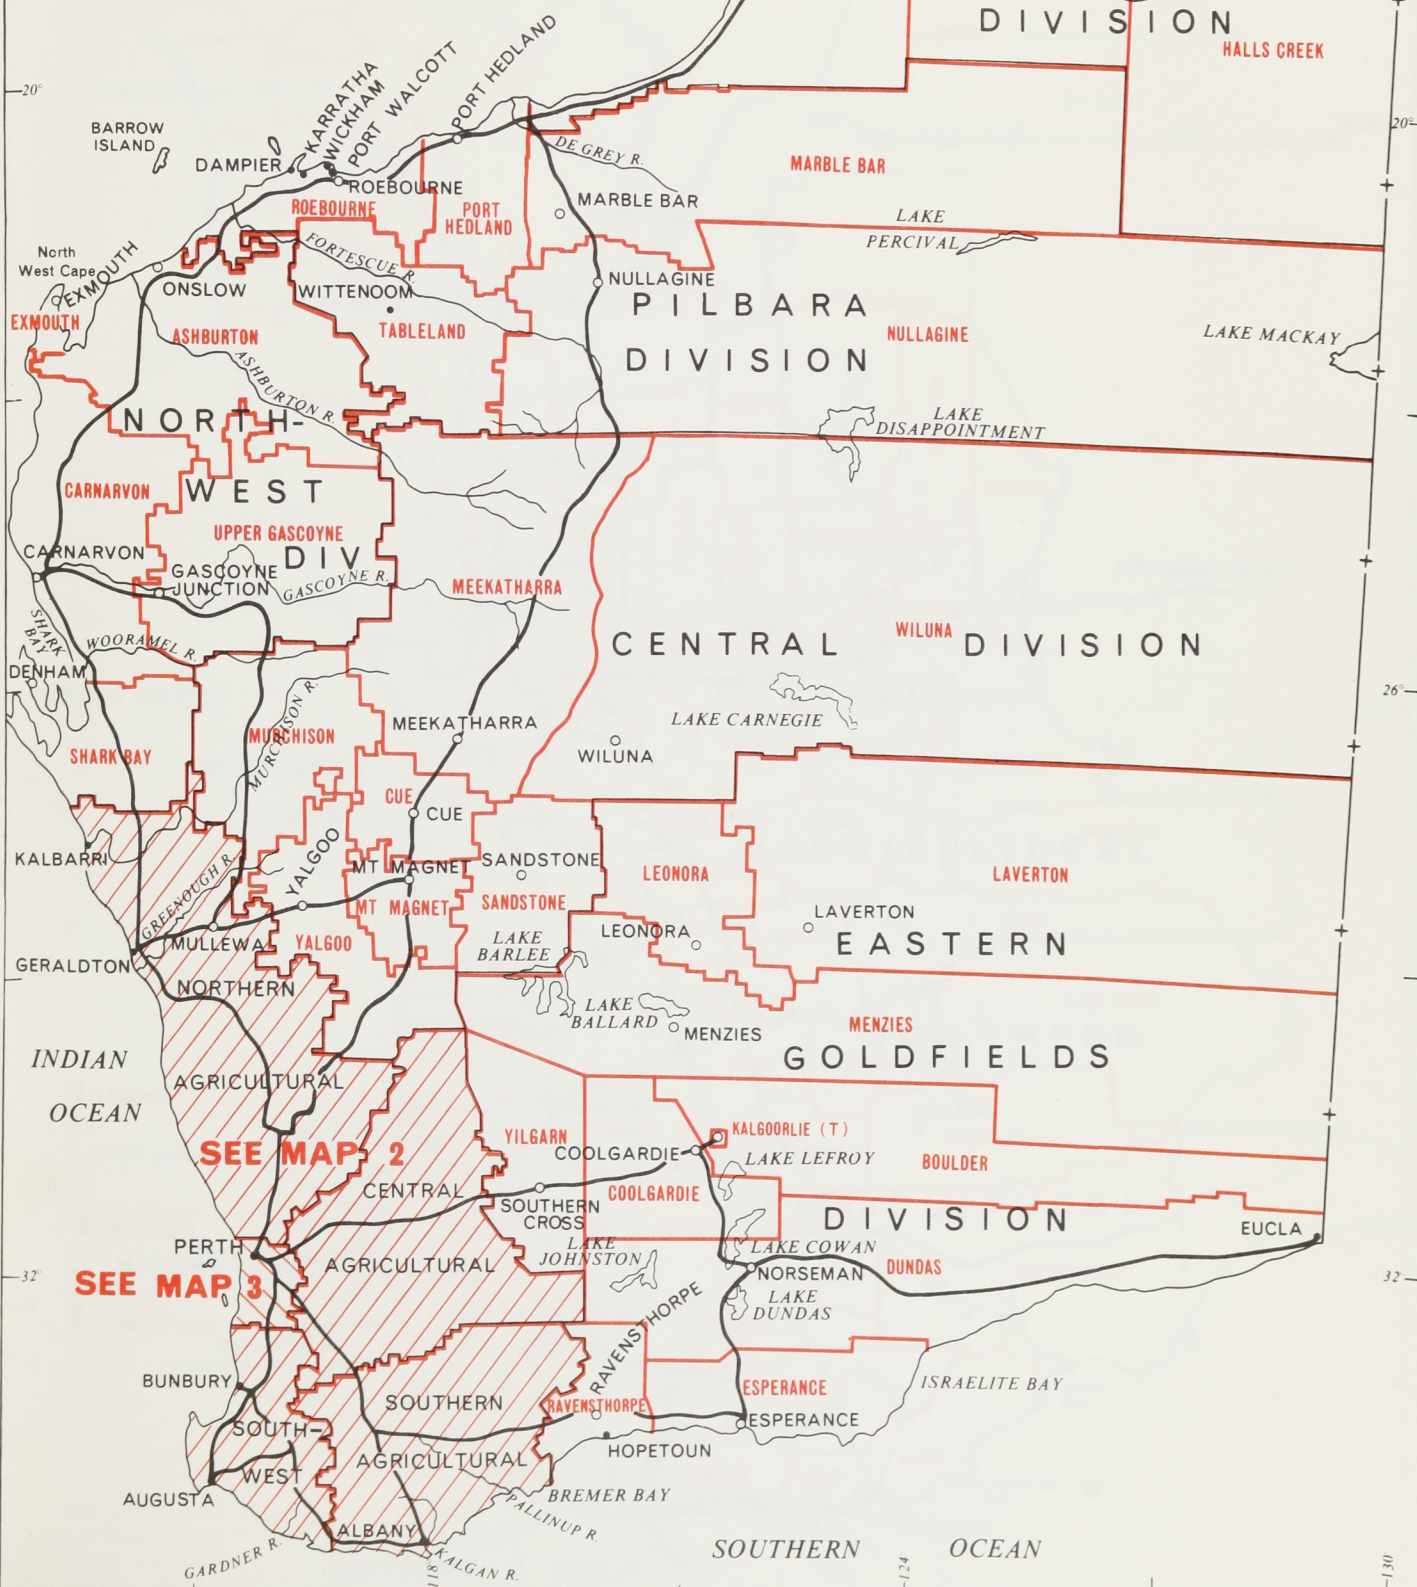 DIVISION
HALLS CREEK
20°
20°
PORT HEDLAND
PORT WALCOTT
WICKHAM
KARRATHA
BARROW
ISLAND
DAMPIER
DE GREY R.
MARBLE BAR
ROEBOURNE
ROEBOURNE
PORT
HEDLAND
MARBLE BAR
LAKE
PERCIVAL
North
West Cape
EXMOUTH
FORTESCUE R.
ONSLOW
WITTENOOM
NULLAGINE
PILBARA
EXMOUTH
ASHBURTON
TABLELAND
NULLAGINE
LAKE MACKAY
DIVISION
ASHBURTON R.
NORTH-
LAKE
DISAPPOINTMENT
CARNARVON
WEST
UPPER GASCOYNE
CARNARVON
DIV
GASCOYNE
JUNCTION
GASCOYNE R.
MEEKATHARRA
SHARK
BAY
WOORAMEL R.
WILUNA
CENTRAL DIVISION
DENHAM
26°
MURCHISON R.
MEEKATHARRA
LAKE CARNEGIE
MURCHISON
MURCHISON R.
SHARK BAY
WILUNA
CUE
CUE
KALBARRI
YALGOO
MT MAGNET
SANDSTONE
LEONORA
LAVERTON
GREENOUGH R.
MT MAGNET
SANDSTONE
LAVERTON
LEONORA
MULLEWA
YALGOO
LAKE
BARLEE
EASTERN
GERALDTON
NORTHERN
LAKE
BALLARD
MENZIES
MENZIES
INDIAN
OCEAN
GOLDFIELDS
AGRICULTURAL
SEE MAP 2
YILGARN
KALGOORLIE (T)
COOLGARDIE
LAKE LEFROY
BOULDER
CENTRAL
COOLGARDIE
SOUTHERN
CROSS
DIVISION
EUCLA
PERTH
LAKE
JOHNSTON
LAKE COWAN
AGRICULTURAL
NORSEMAN
DUNDAS
32°
32°
SEE MAP 3
LAKE
DUNDAS
RAVENSTHORPE
BUNBURY
SOUTHERN
RAVENSTHORPE
ESPERANCE
ISRAELITE BAY
ESPERANCE
SOUTH-
WEST
HOPETOUN
AGRICULTURAL
AUGUSTA
BREMER BAY
PALLINUP R.
ALBANY
GARDNER R.
KALGAN R.
SOUTHERN OCEAN
118
124
130